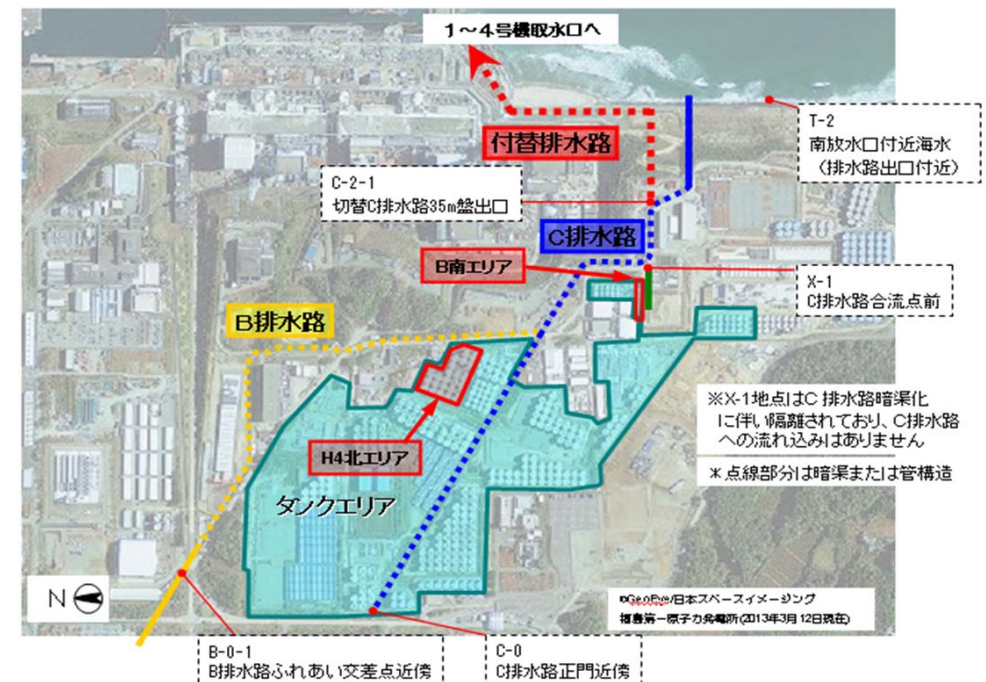 1～4号機取水口へ
付替排水路
T-2
南放水口付近海水
（排水路出口付近）
C-2-1
切替C排水路35m盤出口
C排水路
B南エリア
X-1
C排水路合流点前
B排水路
※X-1地点はC 排水路暗渠化
に伴い隔離されており、C排水路
への流れ込みはありません
＊点線部分は暗渠または管構造
H4北エリア
タンクエリア
N
©GeoEye/日本スペースイメージング
福島第一原子力発電所(2013年3月12日現在)
B-0-1
B排水路ふれあい交差点近傍
C-0
C排水路正門近傍